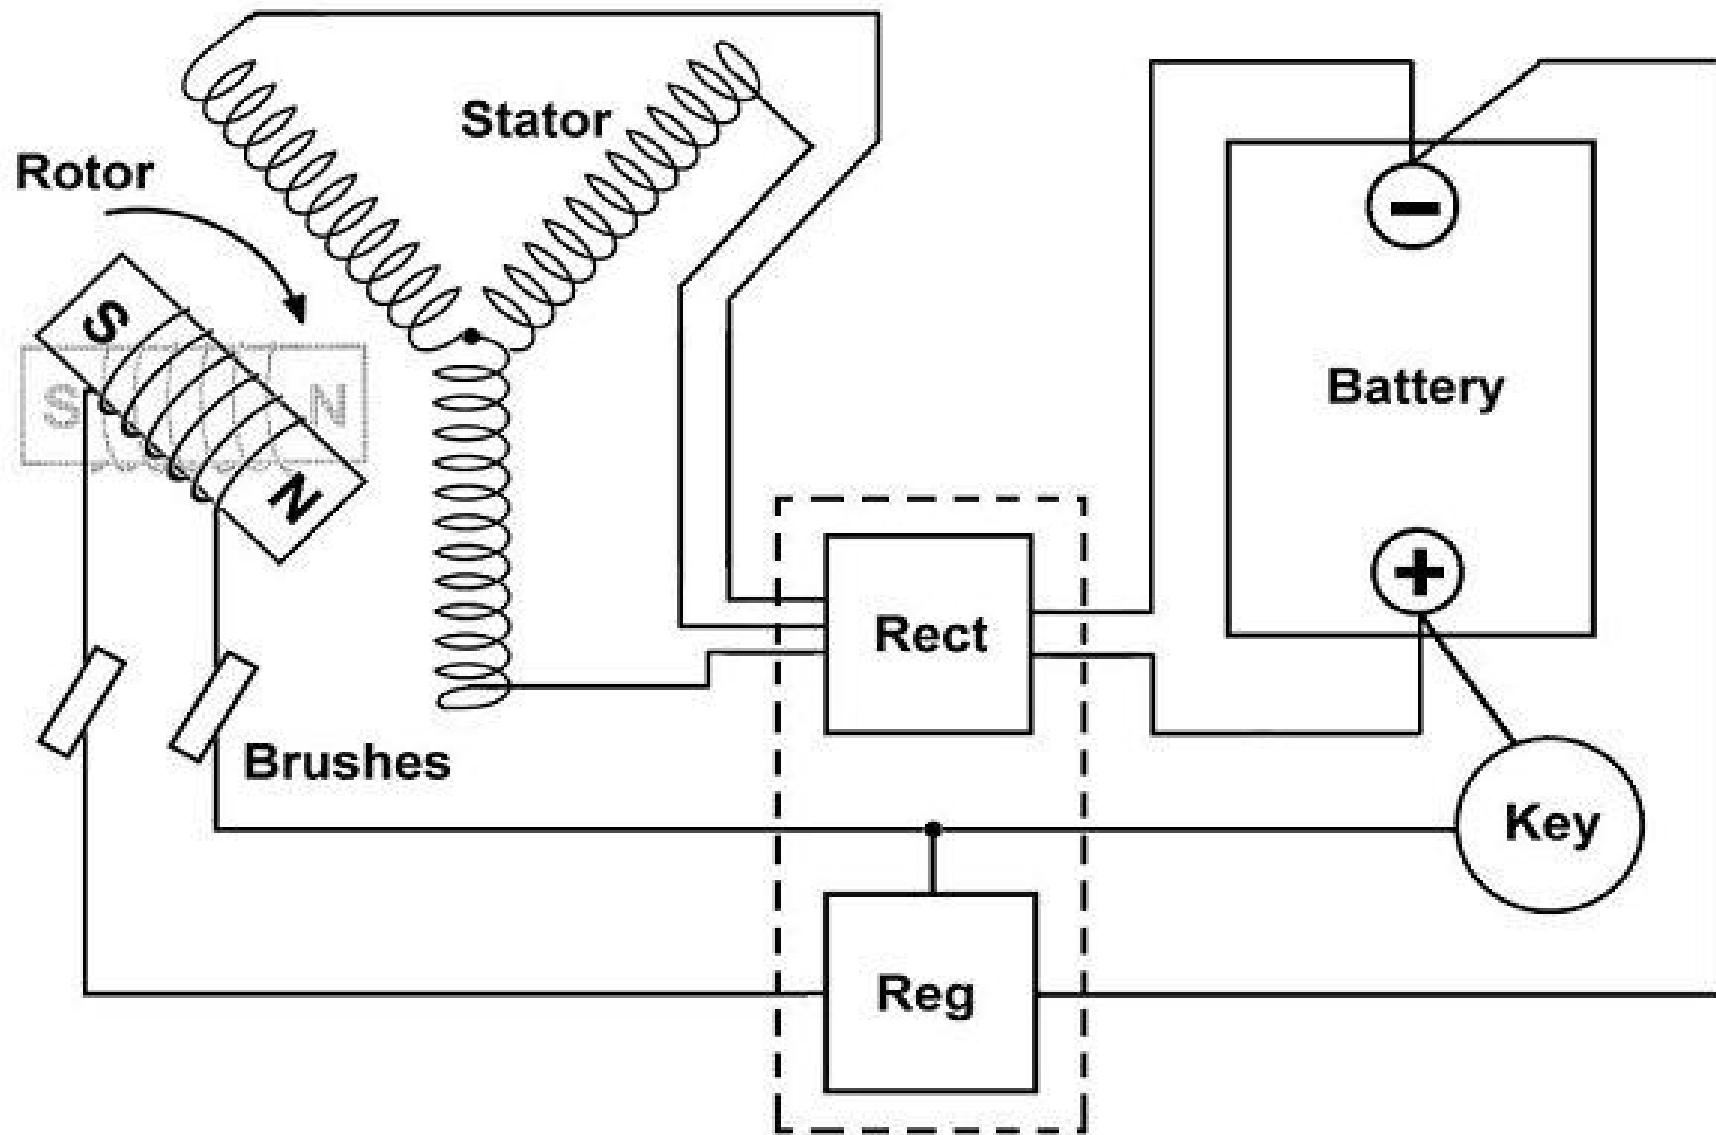 Stator
Rotor
S
N
S
N
−
Battery
+
Rect
Brushes
Key
Reg